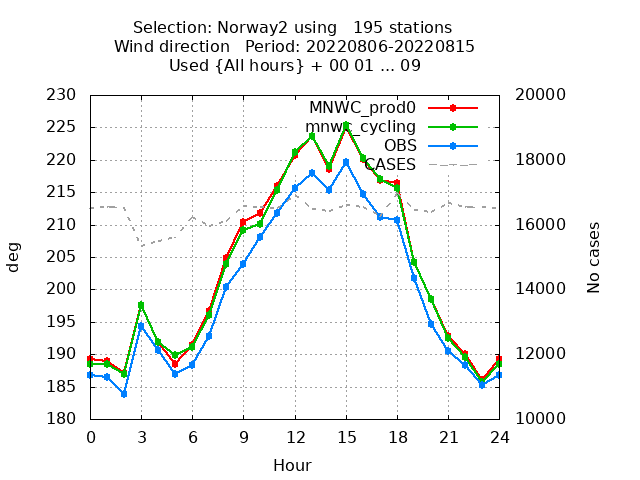 Selection: Norway2 using   195 stations
Wind direction   Period: 20220806-20220815
Used {All hours} + 00 01 ... 09
230 20000
MNWC_prod0
225
mnwc_cycling
OBS
220 18000
CASES
215
210 16000
deg
No cases
205
200 14000
195
190 12000
185
180 10000
0 3 6 9 12 15 18 21 24
Hour